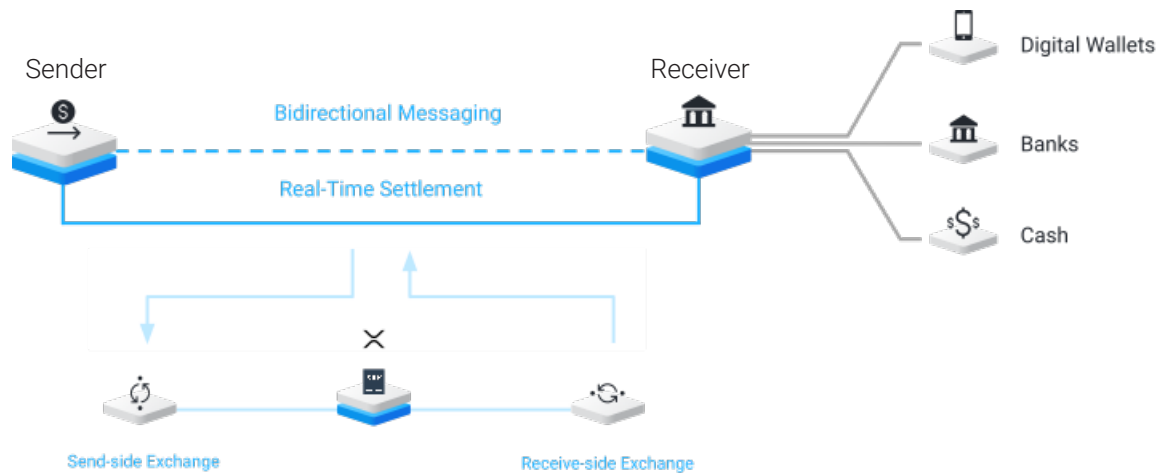 Digital Wallets
Sender
Receiver
Bidirectional Messaging
Banks
Real-Time Settlement
Cash
Send-side Exchange
Receive-side Exchange